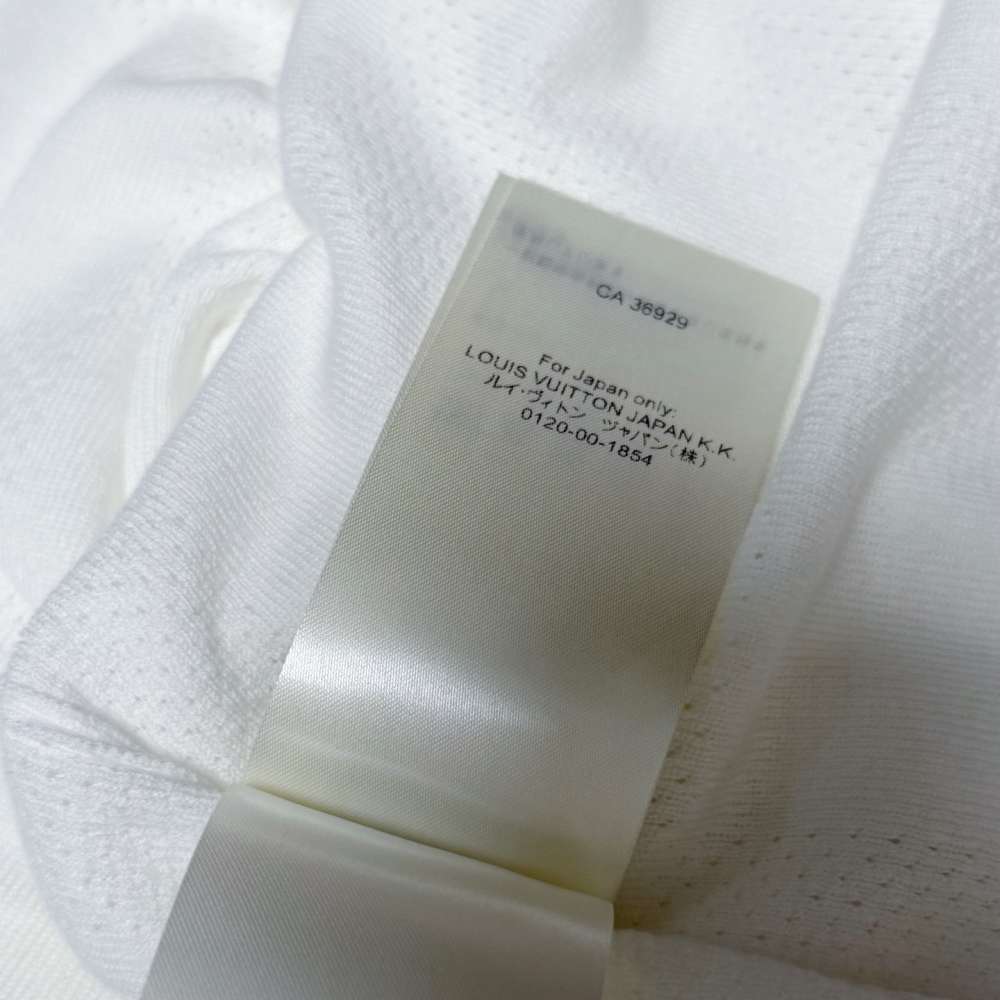 CA 36929
For Japan only:
LOUIS VUITTON JAPAN K.K.
ルイ・ヴィトン ヅャパン(株)
0120-00-1854